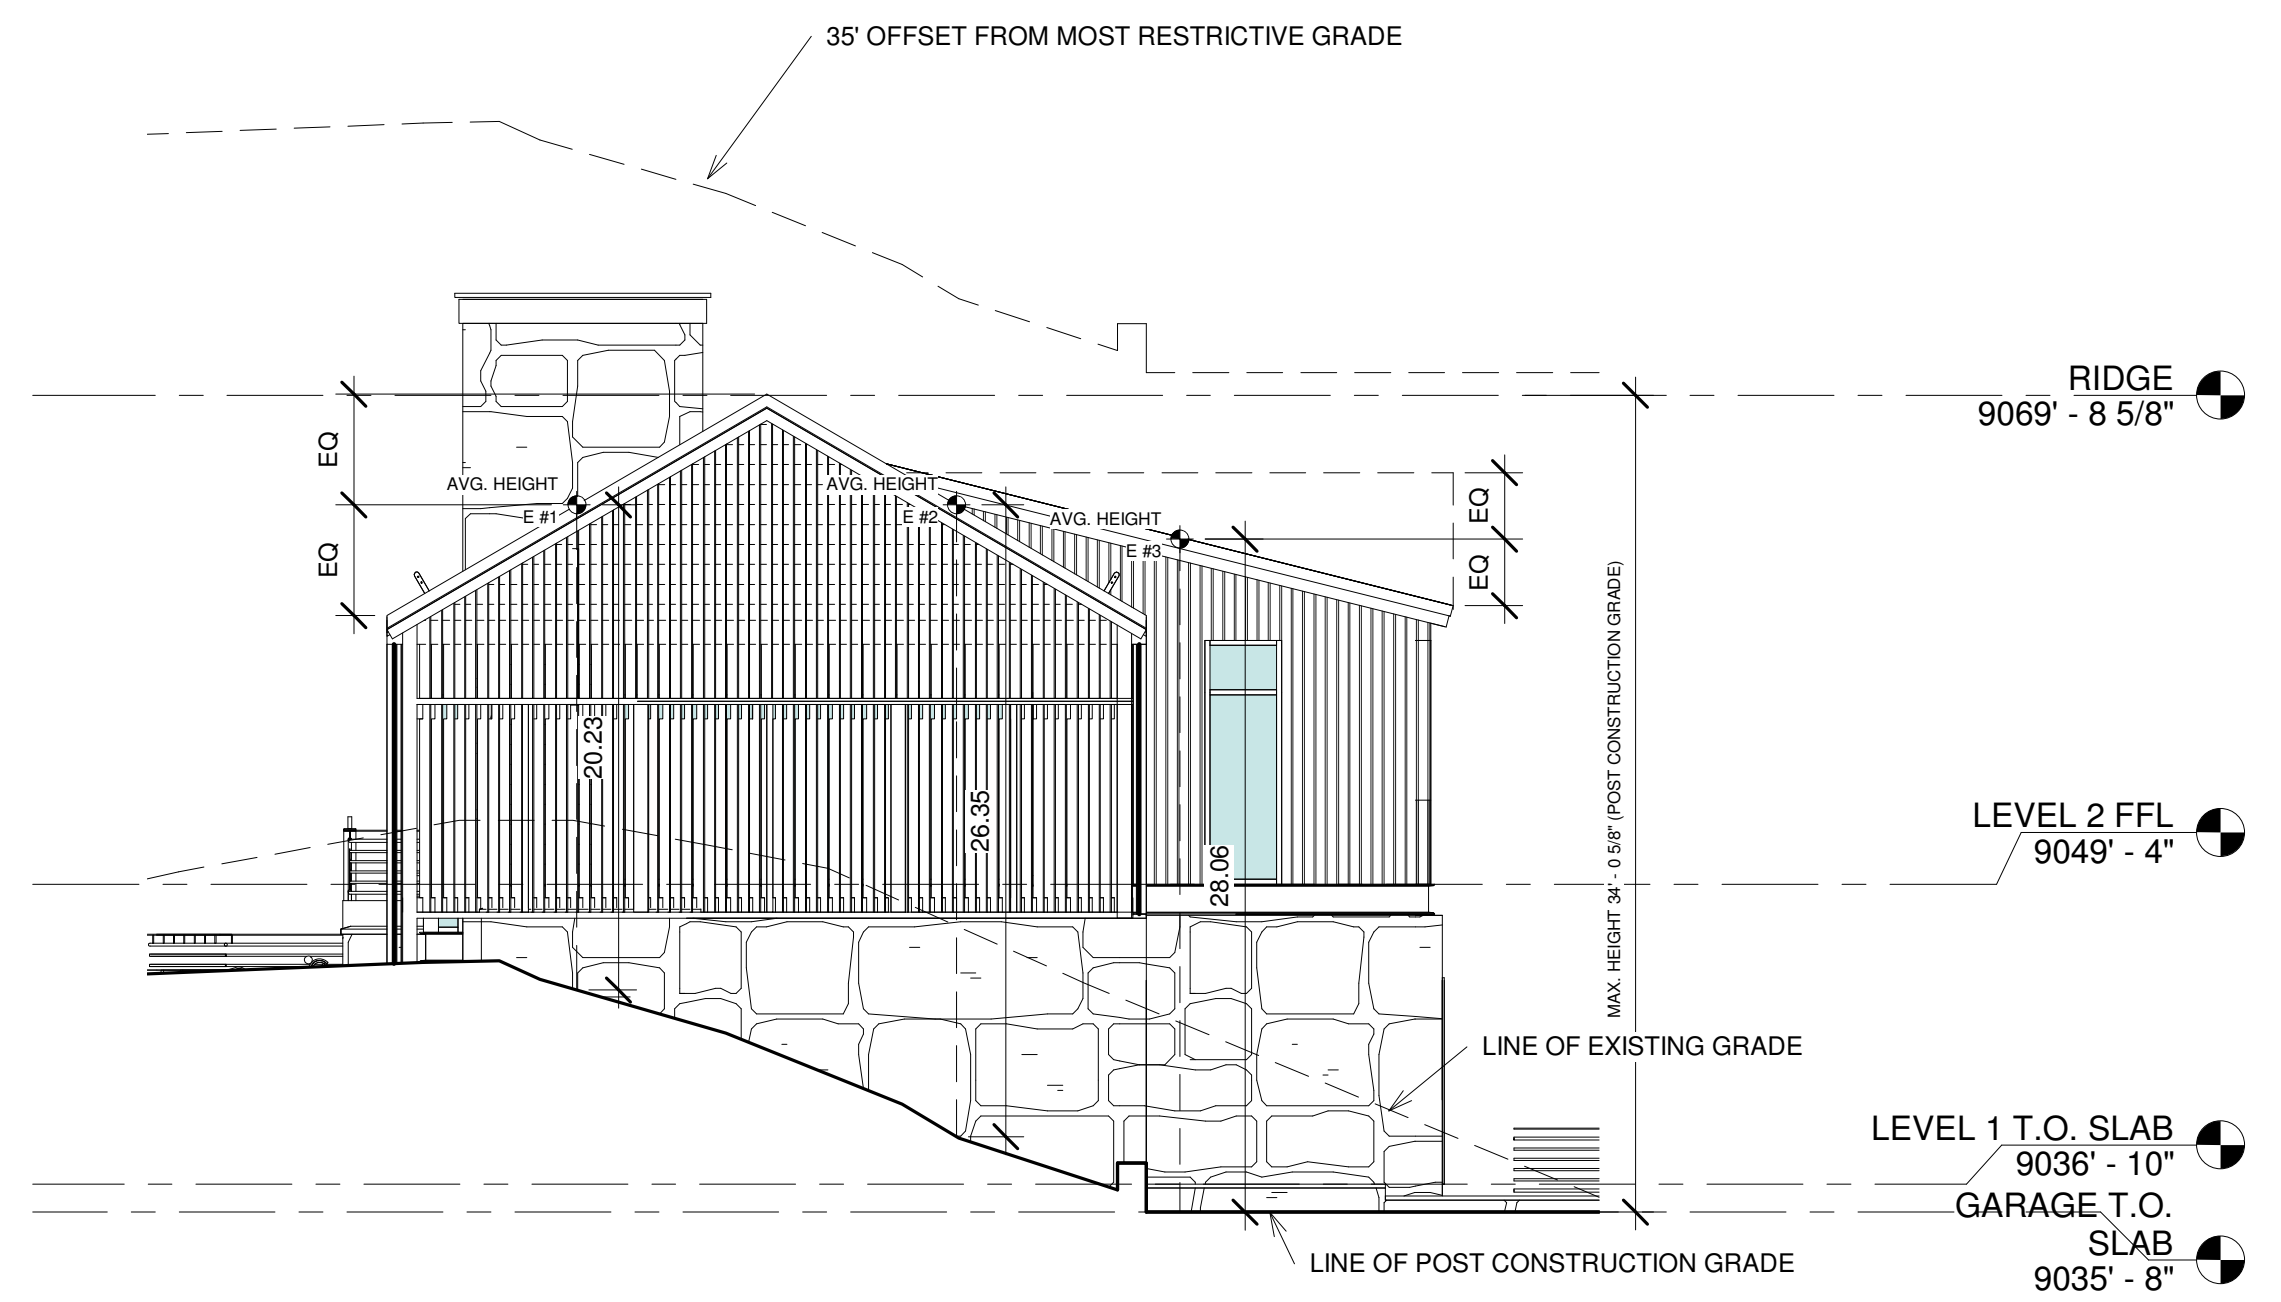 35' OFFSET FROM MOST RESTRICTIVE GRADE
RIDGE
9069' - 8 5/8"
EQ
EQ
AVG. HEIGHT
E #1
AVG. HEIGHT
E #2
AVG. HEIGHT
E #3
EQ
EQ
20.23
26.35
28.06
MAX. HEIGHT 34' - 0 5/8" (POST CONSTRUCTION GRADE)
LEVEL 2 FFL
9049' - 4"
LINE OF EXISTING GRADE
LEVEL 1 T.O. SLAB
9036' - 10"
GARAGE T.O.
SLAB
9035' - 8"
LINE OF POST CONSTRUCTION GRADE